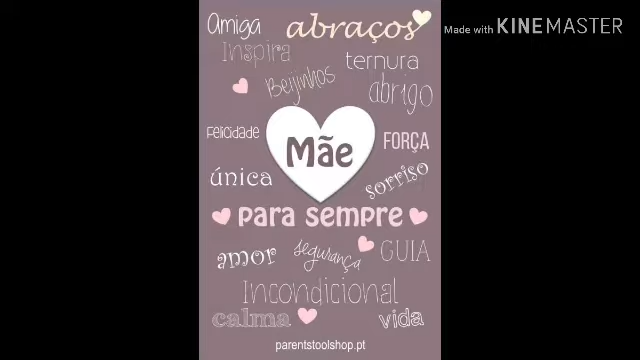 Amiga abraços
Inspira
ternura
Beijinhos
abrigo
Felicidade
Mãe
FORÇA
única
sorriso
para sempre
amor
segurança
GUIA
Incondicional
calma
vida
parentstoolshop.pt
Made with KINEMASTER